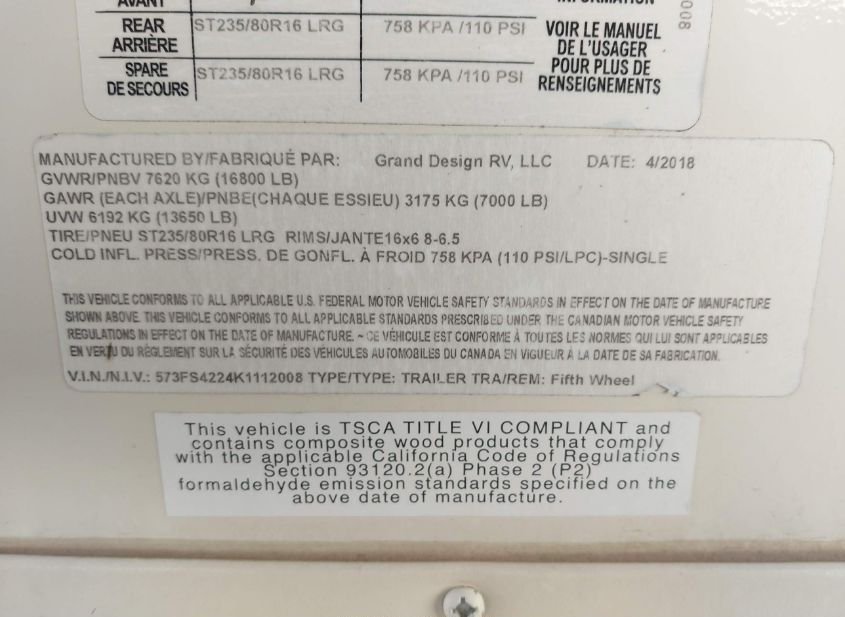 AVANT
INFORMATION
REAR ST235/80R16 LRG 758 KPA /110 PSI VOIR LE MANUEL
ARRIÈRE DE L'USAGER
SPARE ST235/80R16 LRG 758 KPA /110 PSI POUR PLUS DE
DE SECOURS RENSEIGNEMENTS
008
MANUFACTURED BY/FABRIQUÉ PAR: Grand Design RV, LLC DATE: 4/2018
GVWR/PNBV 7620 KG (16800 LB)
GAWR (EACH AXLE)/PNBE(CHAQUE ESSIEU) 3175 KG (7000 LB)
UVW 6192 KG (13650 LB)
TIRE/PNEU ST235/80R16 LRG RIMS/JANTE16x6 8-6.5
COLD INFL. PRESS/PRESS. DE GONFL. À FROID 758 KPA (110 PSI/LPC)-SINGLE
THIS VEHICLE CONFORMS TO ALL APPLICABLE U.S. FEDERAL MOTOR VEHICLE SAFETY STANDARDS IN EFFECT ON THE DATE OF MANUFACTURE
SHOWN ABOVE. THIS VEHICLE CONFORMS TO ALL APPLICABLE STANDARDS PRESCRIBED UNDER THE CANADIAN MOTOR VEHICLE SAFETY
REGULATIONS IN EFFECT ON THE DATE OF MANUFACTURE. ~ CE VÉHICULE EST CONFORME À TOUTES LES NORMES QUI LUI SONT APPLICABLES
EN VERTU DU RÈGLEMENT SUR LA SÉCURITÉ DES VÉHICULES AUTOMOBILES DU CANADA EN VIGUEUR À LA DATE DE SA FABRICATION.
V.I.N./N.I.V.: 573FS4224K1112008 TYPE/TYPE: TRAILER TRA/REM: Fifth Wheel
This vehicle is TSCA TITLE VI COMPLIANT and
contains composite wood products that comply
with the applicable California Code of Regulations
Section 93120.2(a) Phase 2 (P2)
formaldehyde emission standards specified on the
above date of manufacture.